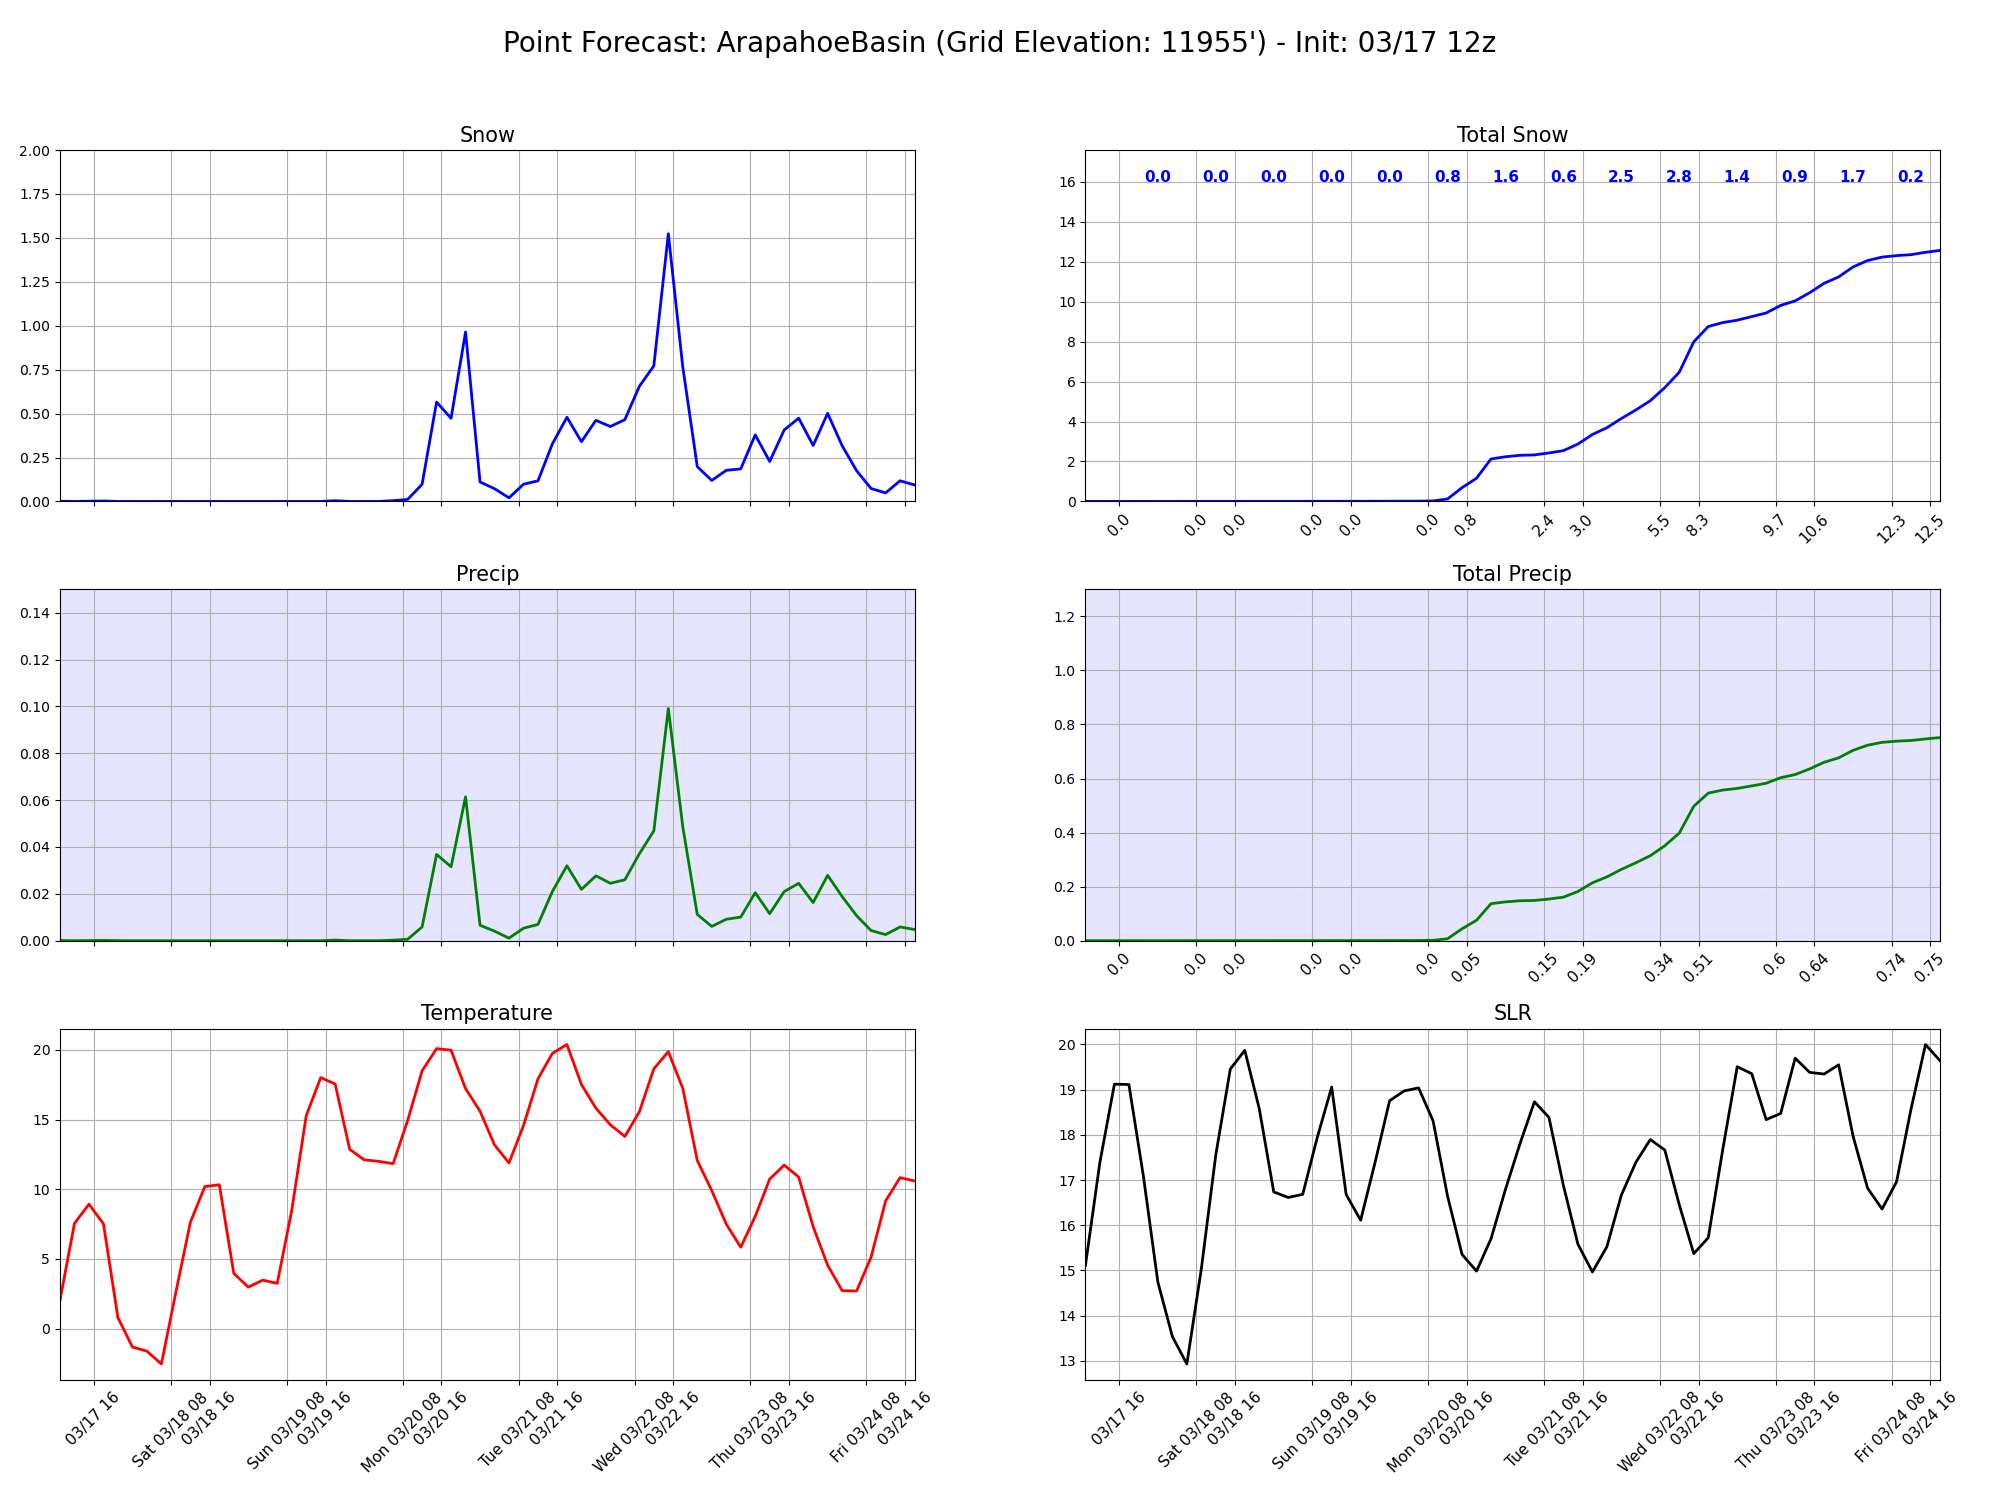 Point Forecast: ArapahoeBasin (Grid Elevation: 11955') - Init: 03/17 12z
Snow
2.00
1.75
1.50
1.25
1.00
0.75
0.50
0.25
0.00
Total Snow
0.0 0.0 0.0 0.0 0.0 0.8 1.6 0.6 2.5 2.8 1.4 0.9 1.7 0.2
16
14
12
10
8
6
4
2
0
0.0 0.0 0.0 0.0 0.0 0.0 0.8 2.4 3.0 5.5 8.3 9.7 10.6 12.3 12.5
Precip
0.14
0.12
0.10
0.08
0.06
0.04
0.02
0.00
Total Precip
1.2
1.0
0.8
0.6
0.4
0.2
0.0
0.0 0.0 0.0 0.0 0.0 0.0 0.05 0.15 0.19 0.34 0.51 0.6 0.64 0.74 0.75
Temperature
20
15
10
5
0
03/17 16
Sat 03/18 08
03/18 16
Sun 03/19 08
03/19 16
Mon 03/20 08
03/20 16
Tue 03/21 08
03/21 16
Wed 03/22 08
03/22 16
Thu 03/23 08
03/23 16
Fri 03/24 08
03/24 16
SLR
20
19
18
17
16
15
14
13
03/17 16
Sat 03/18 08
03/18 16
Sun 03/19 08
03/19 16
Mon 03/20 08
03/20 16
Tue 03/21 08
03/21 16
Wed 03/22 08
03/22 16
Thu 03/23 08
03/23 16
Fri 03/24 08
03/24 16